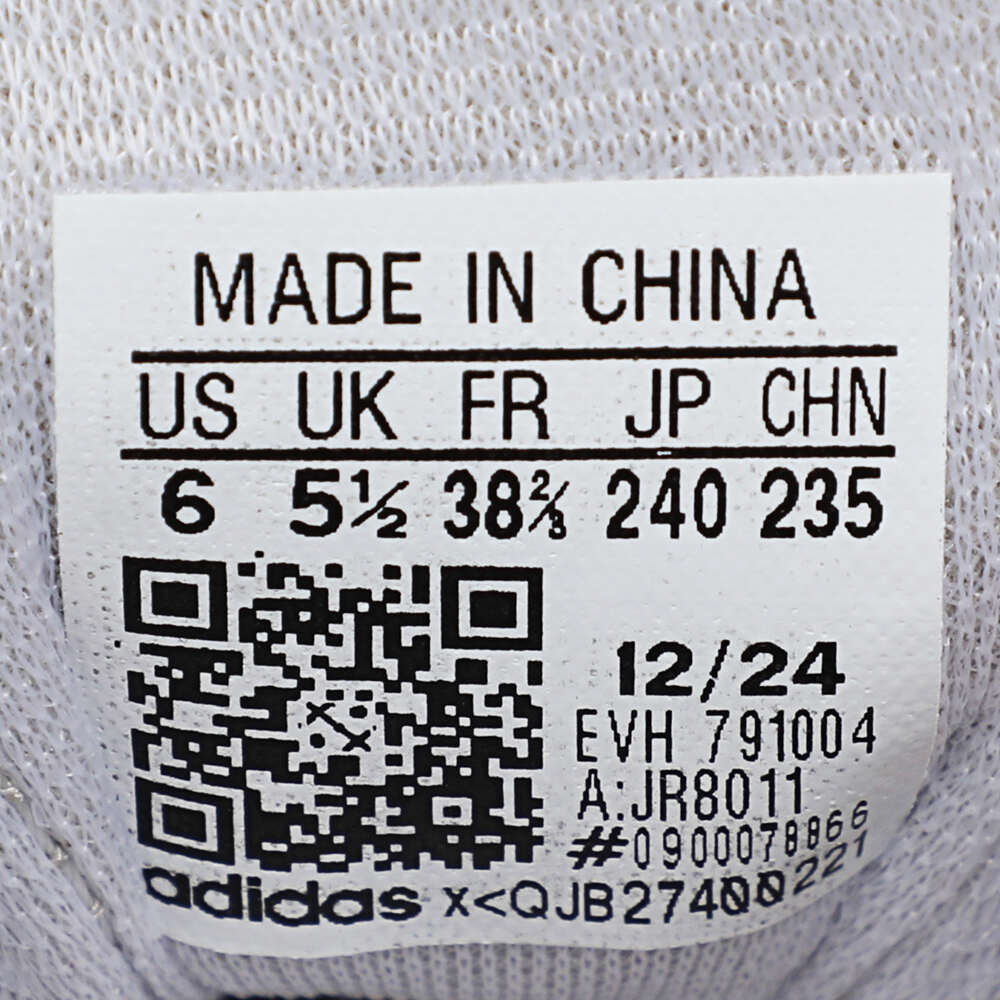 MADE IN CHINA
US UK FR JP CHN
6 5½ 38⅔ 240 235
12/24
EVH 791004
A:JR8011
#0900078866
adidas X<QJB27400221